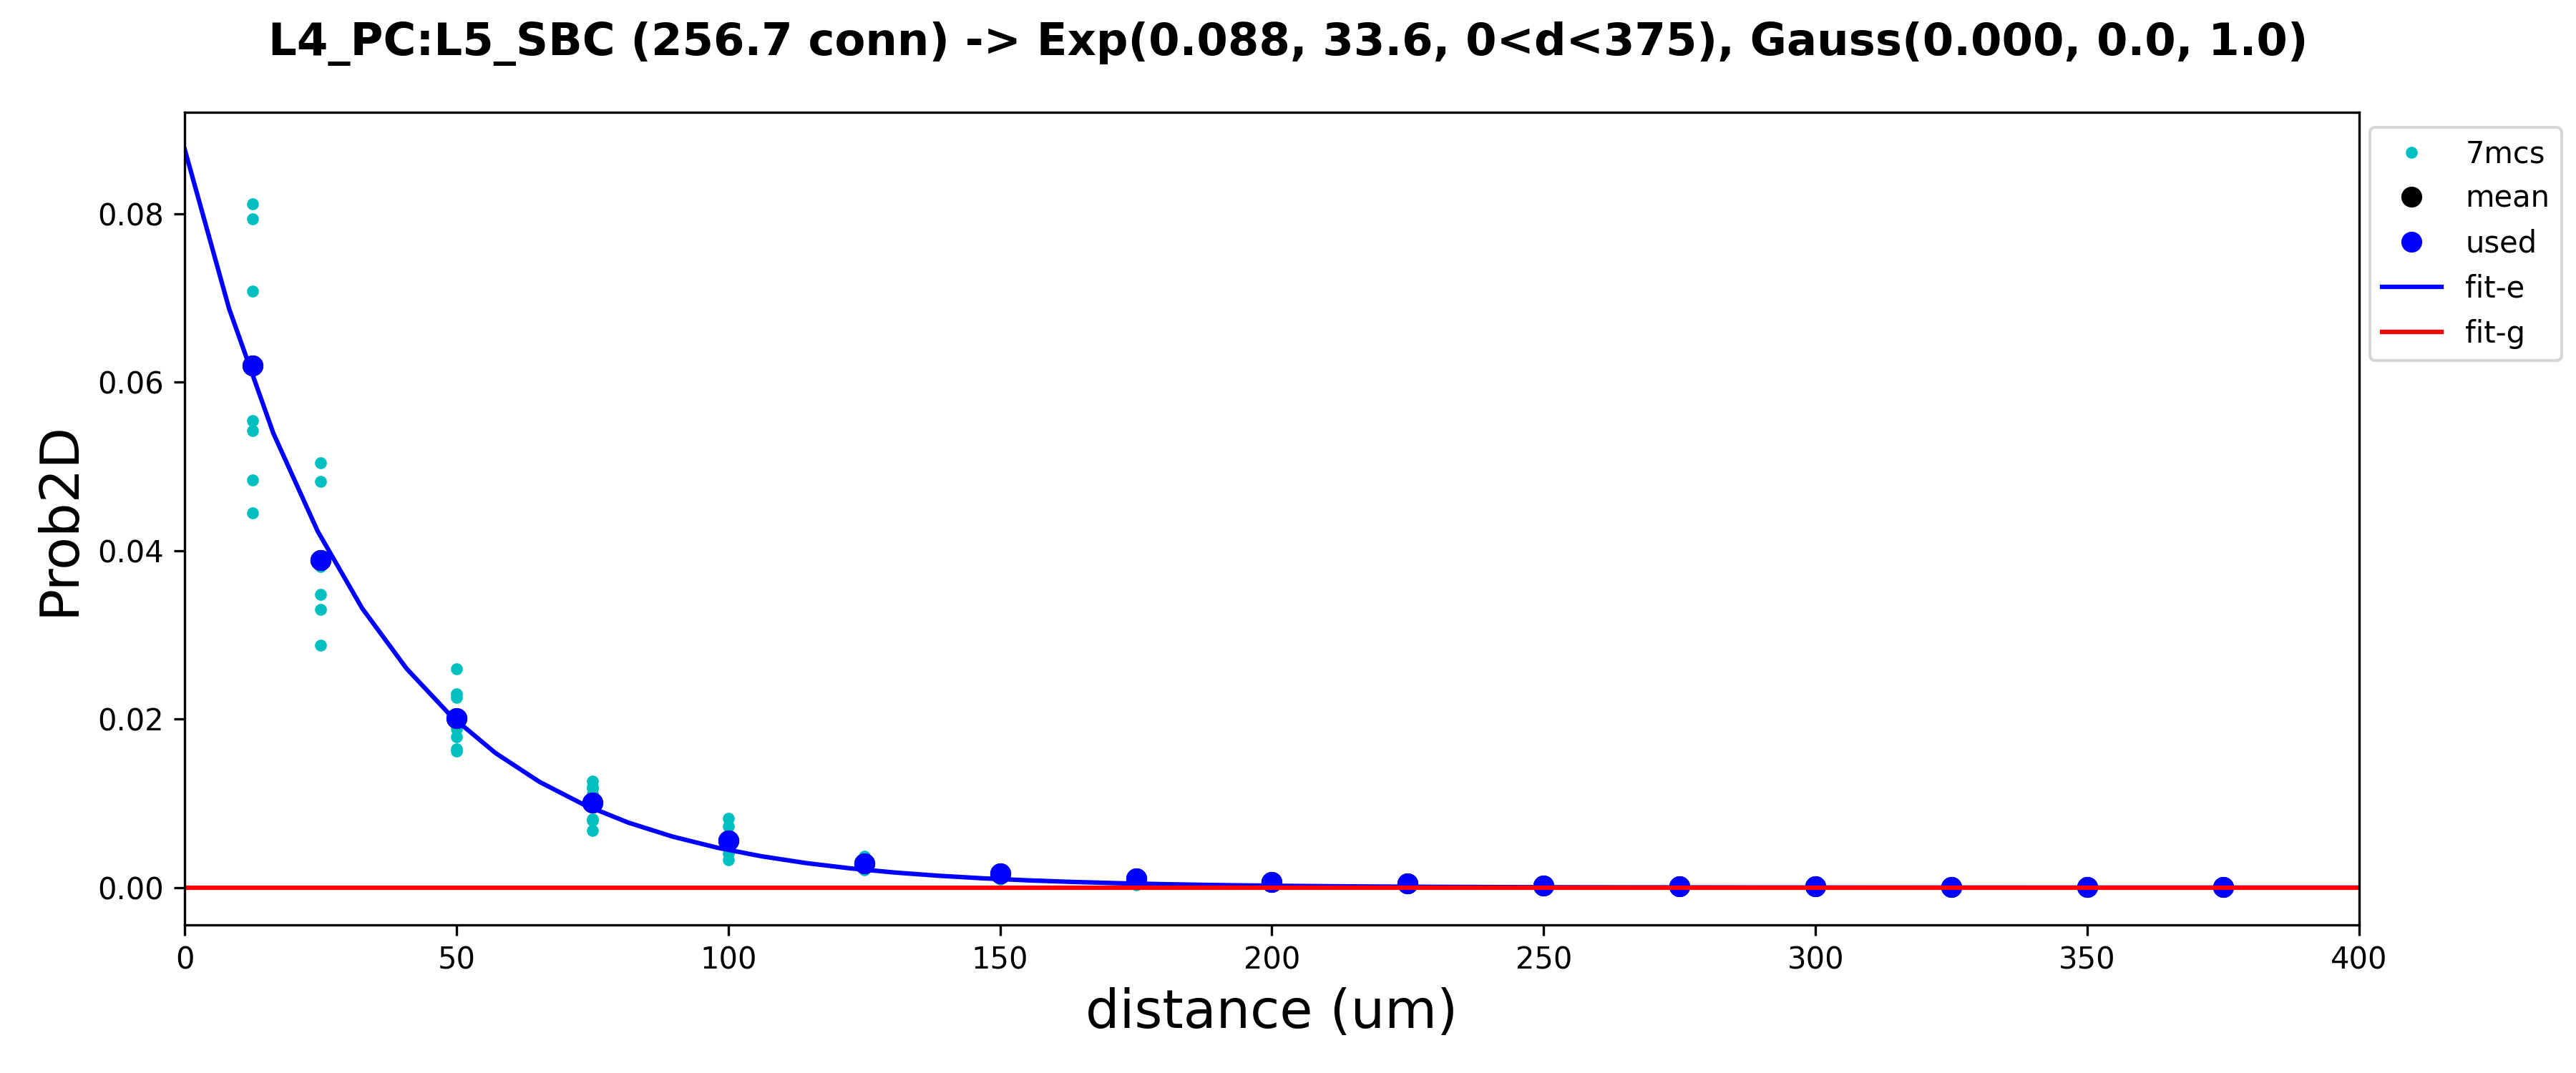 L4_PC:L5_SBC (256.7 conn) -> Exp(0.088, 33.6, 0<d<375), Gauss(0.000, 0.0, 1.0)
7mcs
mean
used
fit-e
fit-g
Prob2D
0.08
0.06
0.04
0.02
0.00
0 50 100 150 200 250 300 350 400
distance (um)